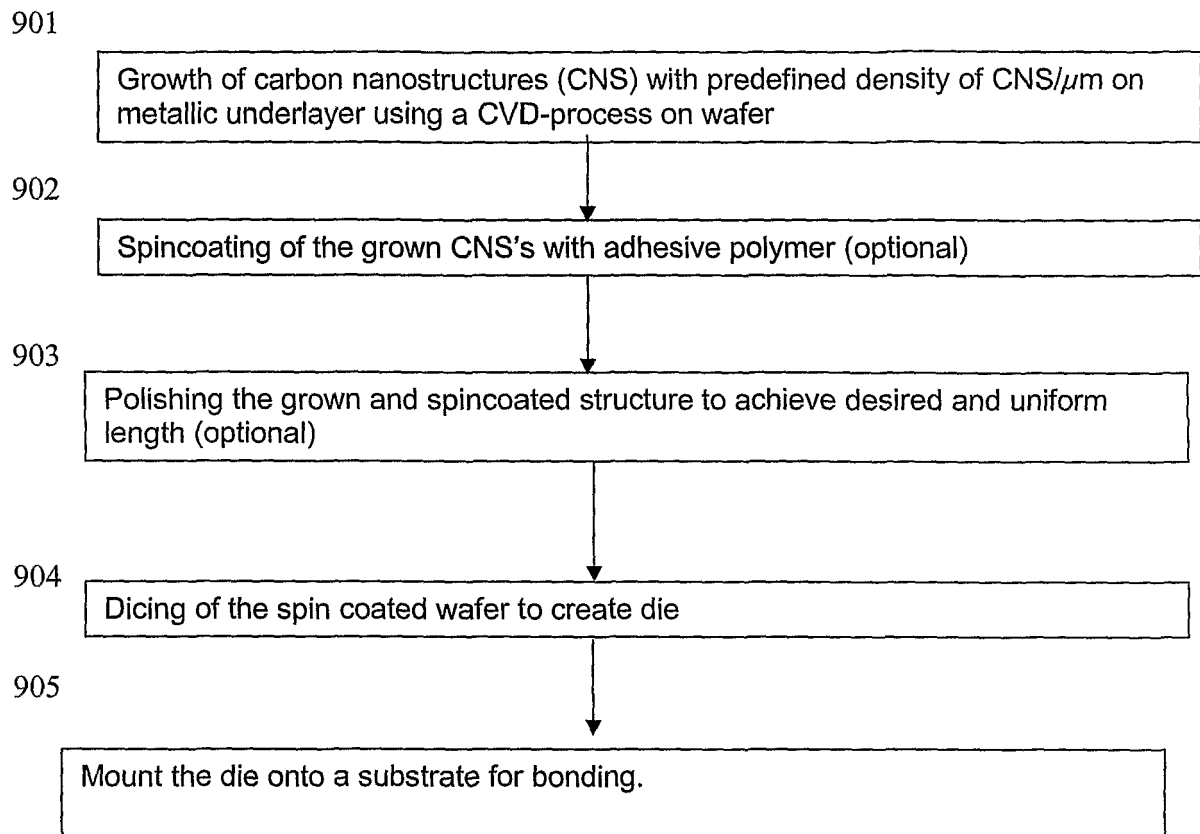 901
Growth of carbon nanostructures (CNS) with predefined density of CNS/μm on
metallic underlayer using a CVD-process on wafer
902
Spincoating of the grown CNS's with adhesive polymer (optional)
903
Polishing the grown and spincoated structure to achieve desired and uniform
length (optional)
904
Dicing of the spin coated wafer to create die
905
Mount the die onto a substrate for bonding.